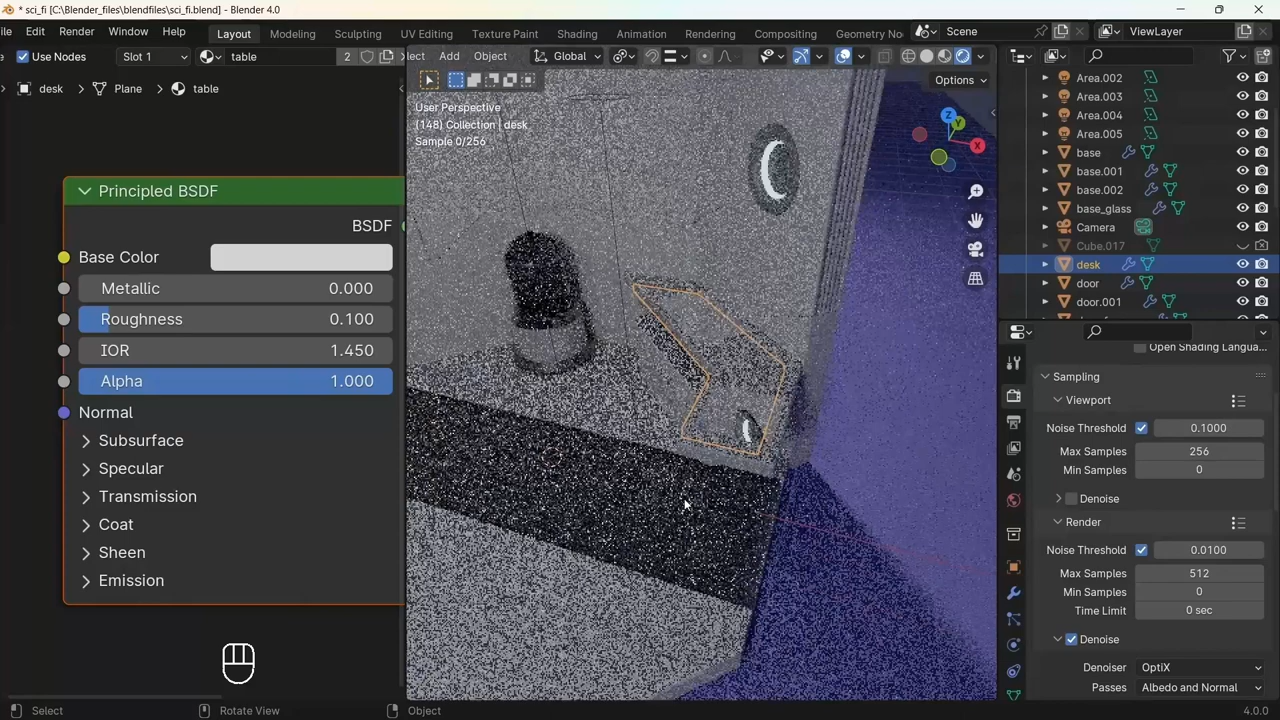 * sci_fi [C:\Blender_files\blendfiles\sci_fi.blend] - Blender 4.0
ile Edit Render Window Help Layout Modeling Sculpting UV Editing Texture Paint Shading Animation Rendering Compositing Geometry No Scene ViewLayer
Use Nodes Slot 1 table 2 lect Add Object Global
desk Plane table Options
User Perspective
(148) Collection | desk
Sample 0/256
Z
Y
X
Principled BSDF
BSDF
Base Color
Metallic 0.000
Roughness 0.100
IOR 1.450
Alpha 1.000
Normal
Subsurface
Specular
Transmission
Coat
Sheen
Emission
Area.002
Area.003
Area.004
Area.005
base
base.001
base.002
base_glass
Camera
Cube.017
desk
door
door.001
Open Shading Langua...
Sampling
Viewport
Noise Threshold 0.1000
Max Samples 256
Min Samples 0
Denoise
Render
Noise Threshold 0.0100
Max Samples 512
Min Samples 0
Time Limit 0 sec
Denoise
Denoiser OptiX
Passes Albedo and Normal
Select Rotate View Object 4.0.0